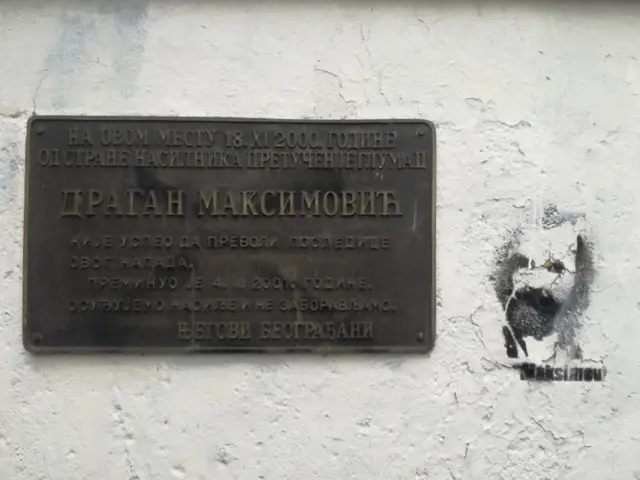 НА ОВОМ МЕСТУ 18. XI 2000. ГОДИНЕ
ОД СТРАНЕ НАСИЛНИКА ПРЕТУЧЕН ЈЕ ГЛУМАЦ
ДРАГАН МАКСИМОВИЋ
НИЈЕ УСПЕО ДА ПРЕБОЛИ ПОСЛЕДИЦЕ
ОВОГ НАПАДА.
ПРЕМИНУО ЈЕ 4. II 2001. ГОДИНЕ.
ОСУЂУЈЕМО НАСИЉЕ И НЕ ЗАБОРАВЉАМО.
ЊЕГОВИ БЕОГРАЂАНИ
Maksimov